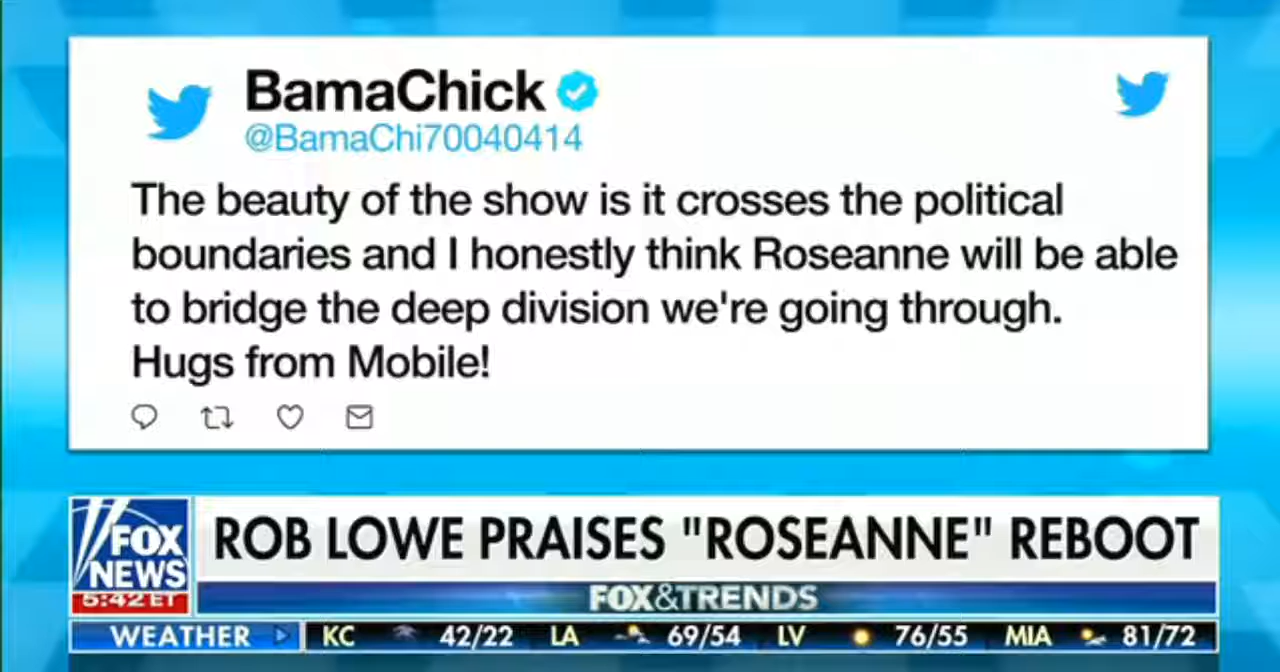 BamaChick
@BamaChi70040414
The beauty of the show is it crosses the political
boundaries and I honestly think Roseanne will be able
to bridge the deep division we're going through.
Hugs from Mobile!
FOX
NEWS
5:42 ET
ROB LOWE PRAISES "ROSEANNE" REBOOT
FOX&TRENDS
WEATHER KC 42/22 LA 69/54 LV 76/55 MIA 81/72